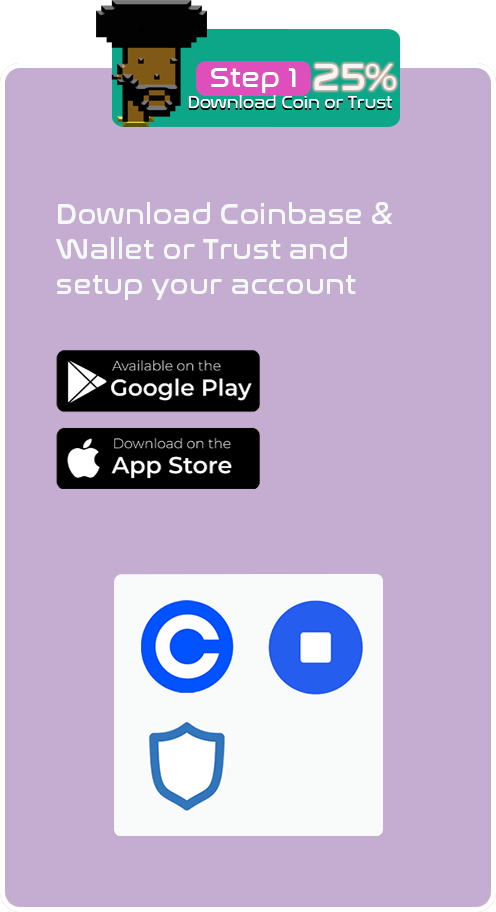 Step 1 25%
Download Coin or Trust
Download Coinbase &
Wallet or Trust and
setup your account
Available on the
Google Play
Download on the
App Store